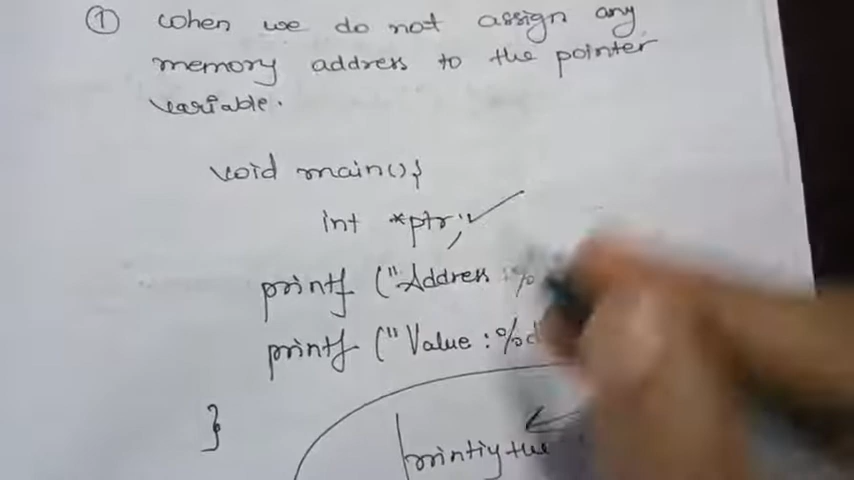 ① When we do not assign any
memory address to the pointer
variable.
void main(){
int *ptr;
printf ("Address :%
printf ("Value :%d
}
the